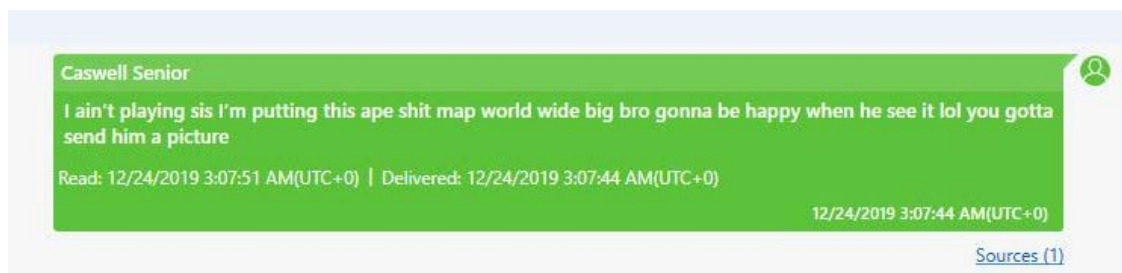 Caswell Senior
I ain't playing sis I'm putting this ape shit map world wide big bro gonna be happy when he see it lol you gotta
send him a picture
Read: 12/24/2019 3:07:51 AM(UTC+0) | Delivered: 12/24/2019 3:07:44 AM(UTC+0)
12/24/2019 3:07:44 AM(UTC+0)
Sources (1)